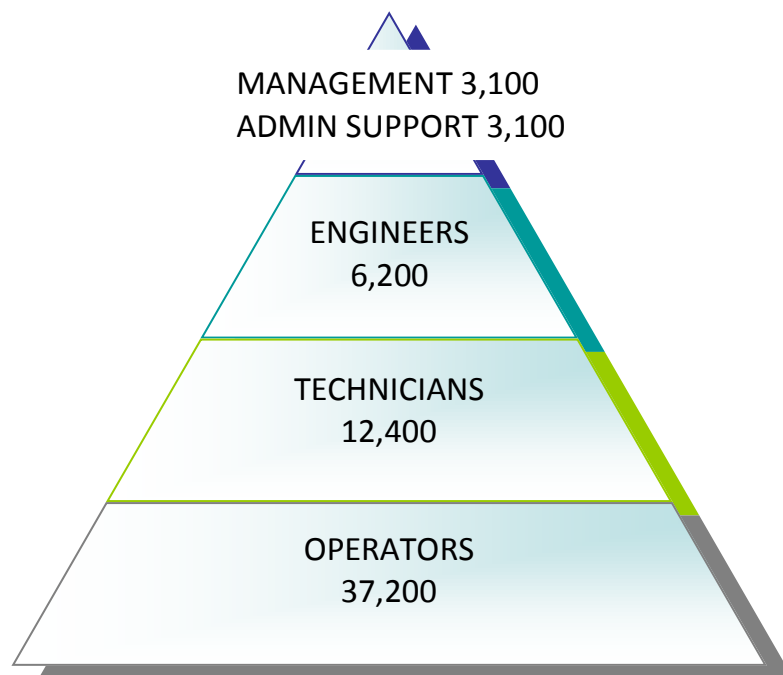 MANAGEMENT 3,100
ADMIN SUPPORT 3,100
ENGINEERS
6,200
TECHNICIANS
12,400
OPERATORS
37,200